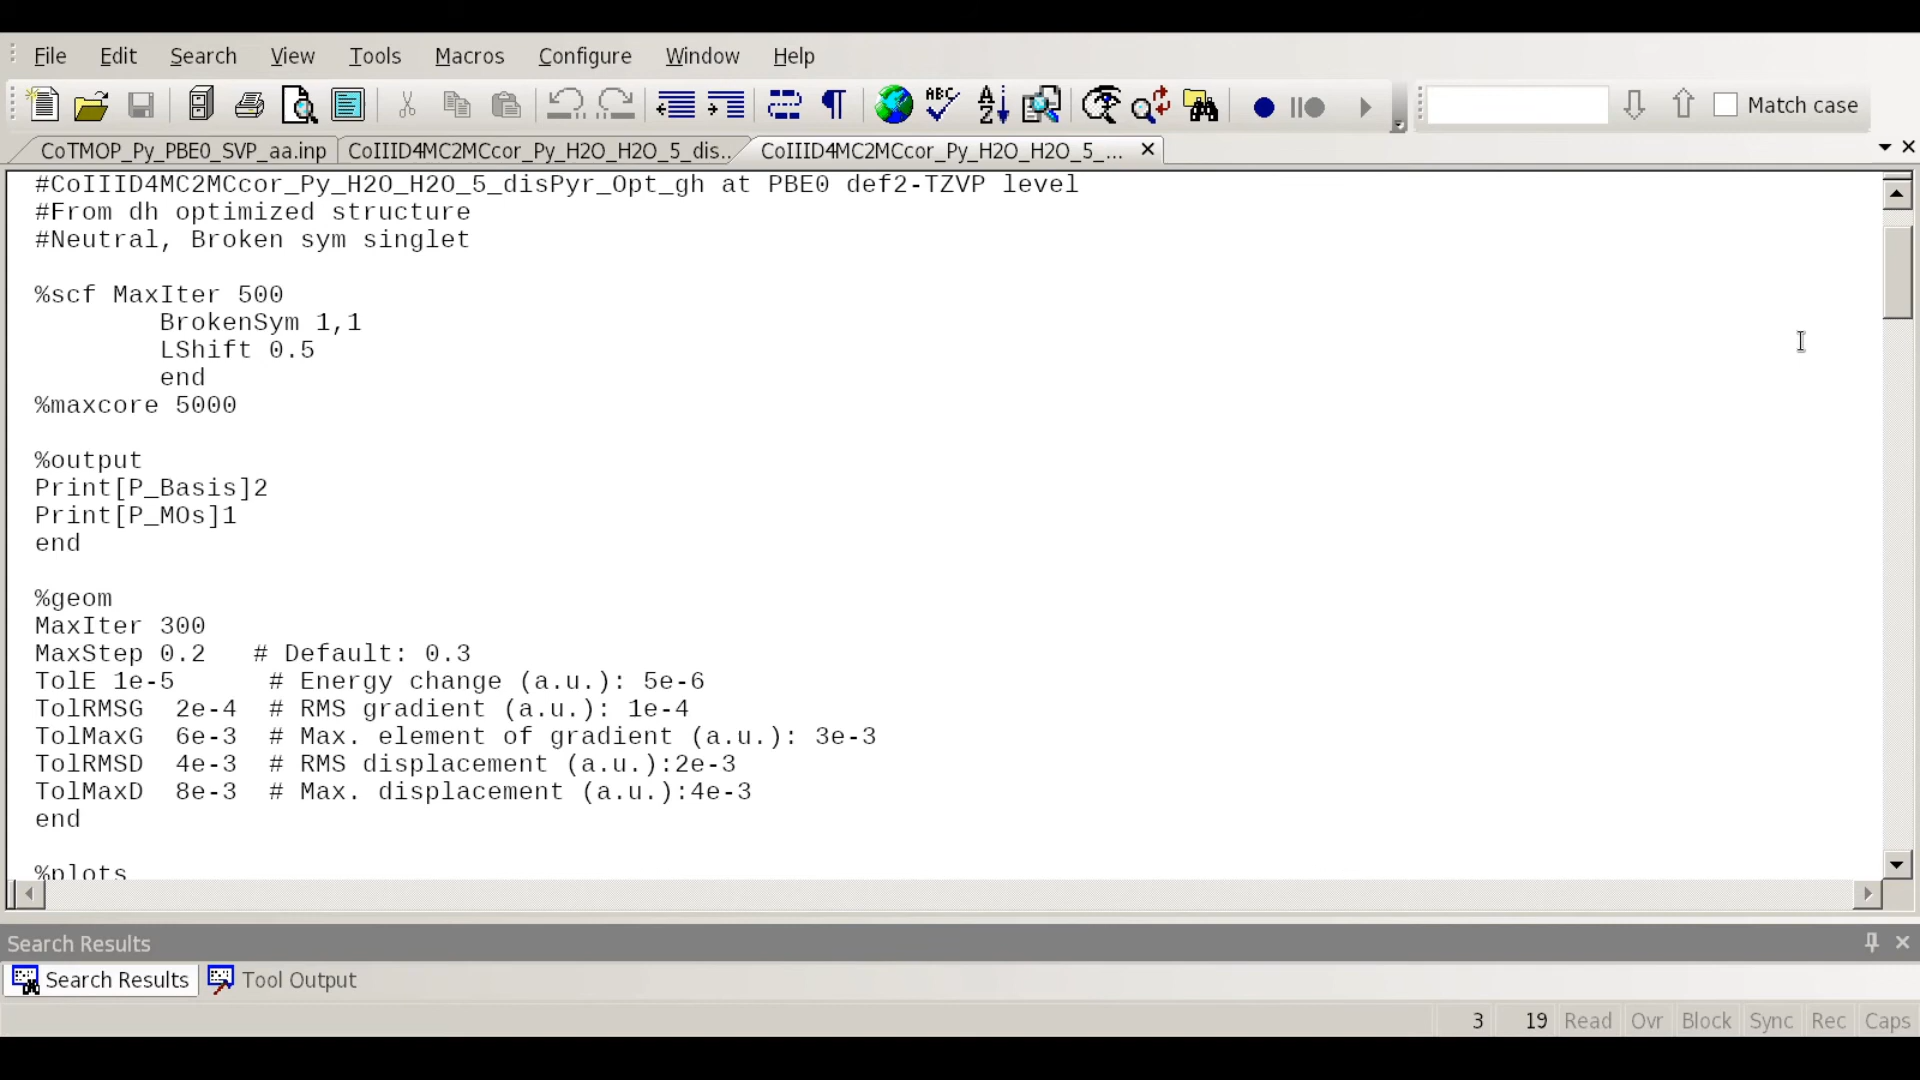 File Edit Search View Tools Macros Configure Window Help
ABC A Z Match case
CoTMOP_Py_PBE0_SVP_aa.inp CoIIID4MC2MCcor_Py_H2O_H2O_5_dis.. CoIIID4MC2MCcor_Py_H2O_H2O_5_...
#CoIIID4MC2MCcor_Py_H2O_H2O_5_disPyr_Opt_gh at PBE0 def2-TZVP level
#From dh optimized structure
#Neutral, Broken sym singlet
%scf MaxIter 500
BrokenSym 1,1
LShift 0.5
end
%maxcore 5000
%output
Print[P_Basis]2
Print[P_MOs]1
end
%geom
MaxIter 300
MaxStep 0.2 # Default: 0.3
TolE 1e-5 # Energy change (a.u.): 5e-6
TolRMSG 2e-4 # RMS gradient (a.u.): 1e-4
TolMaxG 6e-3 # Max. element of gradient (a.u.): 3e-3
TolRMSD 4e-3 # RMS displacement (a.u.):2e-3
TolMaxD 8e-3 # Max. displacement (a.u.):4e-3
end
%plots
Search Results
Search Results Tool Output
3 19 Read Ovr Block Sync Rec Caps